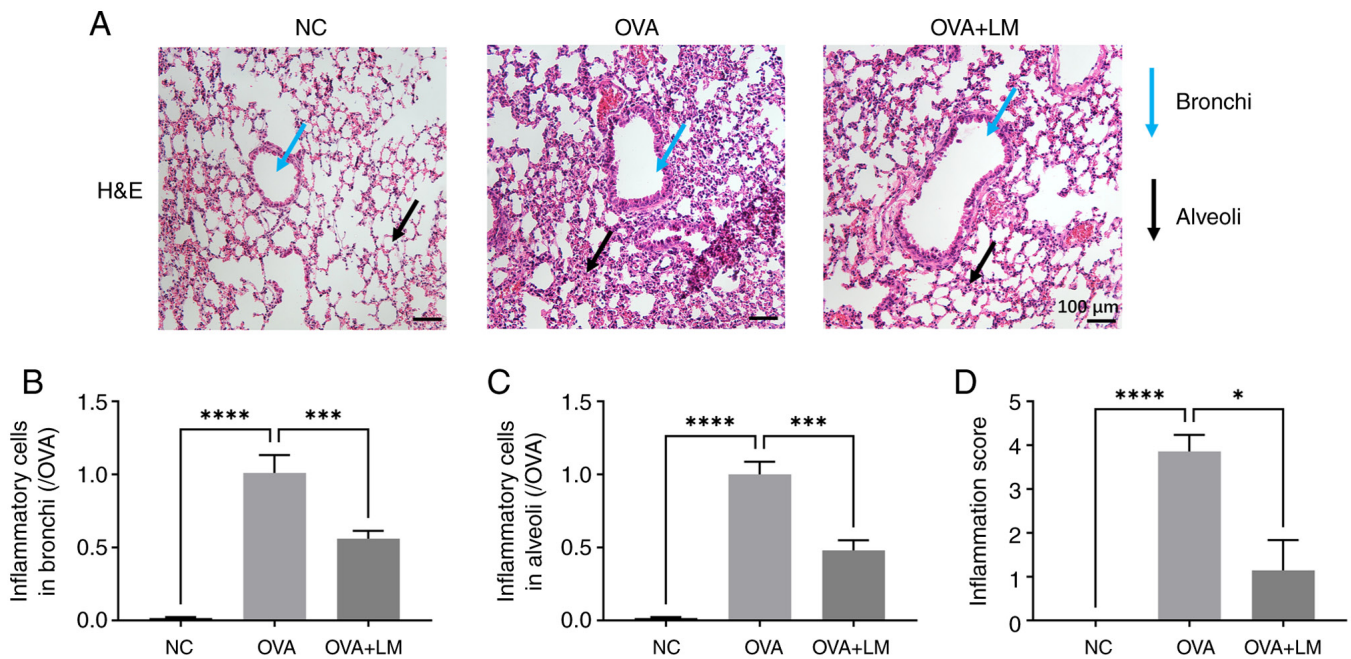 A
NC
OVA
OVA+LM
H&E
Bronchi
Alveoli
100 µm
B
Inflammatory cells
in bronchi (/OVA)
1.5
1.0
0.5
0.0
****
***
NC
OVA
OVA+LM
C
Inflammatory cells
in alveoli (/OVA)
1.5
1.0
0.5
0.0
****
***
NC
OVA
OVA+LM
D
Inflammation score
5
4
3
2
1
0
****
*
NC
OVA
OVA+LM